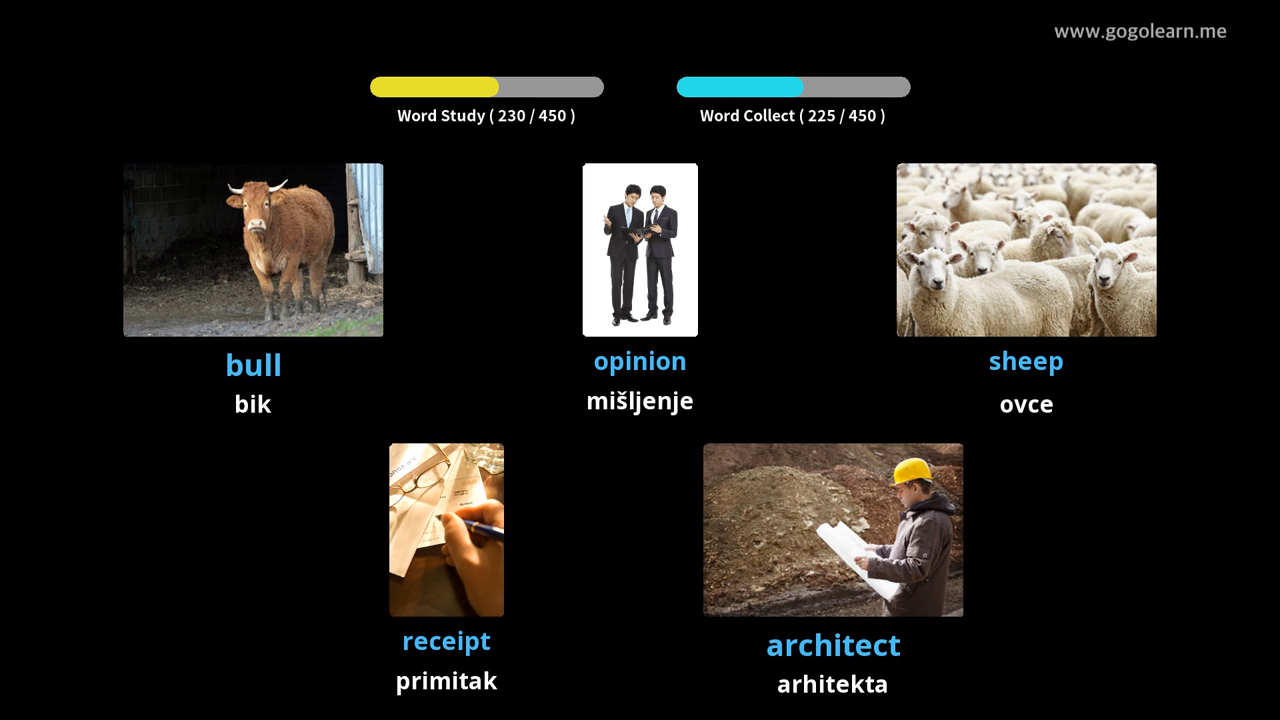 www.gogolearn.me
Word Study ( 230 / 450 )
Word Collect ( 225 / 450 )
bull
bik
opinion
mišljenje
sheep
ovce
receipt
primitak
architect
arhitekta